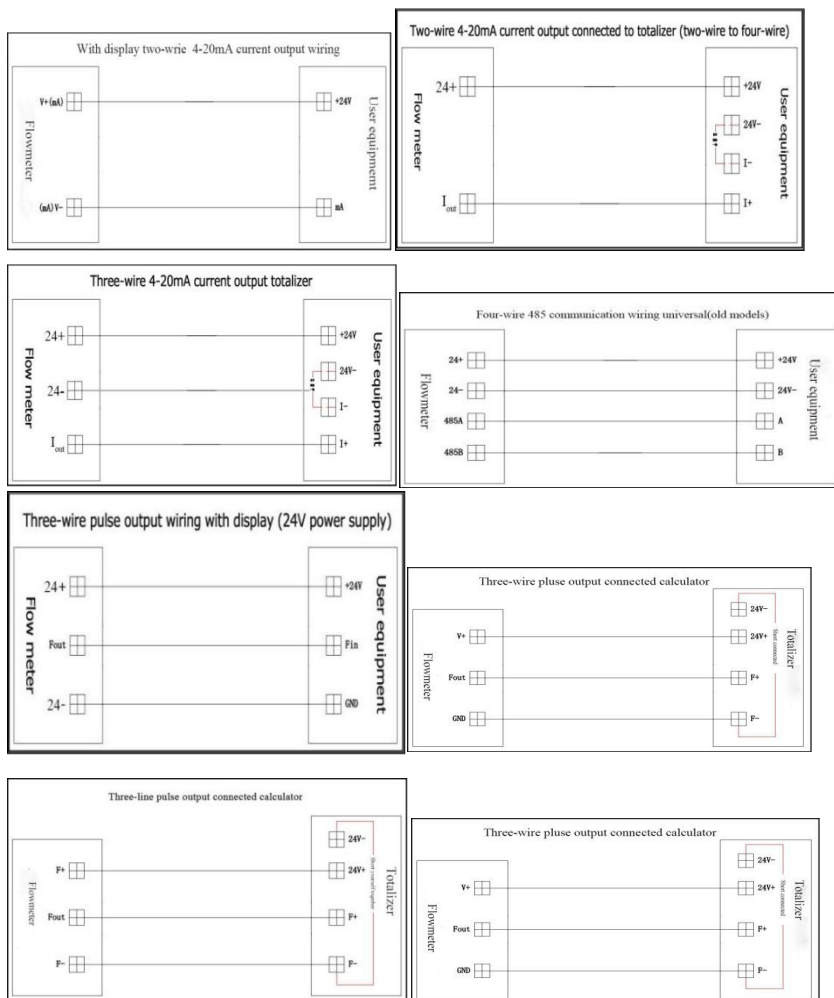 With display two-wrie 4-20mA current output wiring
V+(mA)
+24V
Flowmeter
User equipmemt
(mA)V-
mA
Two-wire 4-20mA current output connected to totalizer (two-wire to four-wire)
24+
+24V
24V-
Flow meter
User equipment
I-
Iout
I+
Three-wire 4-20mA current output totalizer
24+
+24V
24V-
Flow meter
User equipment
24-
I-
Iout
I+
Four-wire 485 communication wiring universal(old models)
24+
+24V
24-
24V-
Flowmeter
User equipment
485A
A
485B
B
Three-wire pulse output wiring with display (24V power supply)
24+
+24V
Flow meter
User equipment
Fout
Fin
24-
GND
Three-wire pluse output connected calculator
24V-
V+
24V+
Short connected
Totalizer
Flowmeter
Fout
F+
GND
F-
Three-line pulse output connected calculator
24V-
F+
24V+
Short yourself together
Totalizer
Flowmeter
Fout
F+
F-
F-
Three-wire pluse output connected calculator
24V-
V+
24V+
Short connected
Totalizer
Flowmeter
Fout
F+
GND
F-